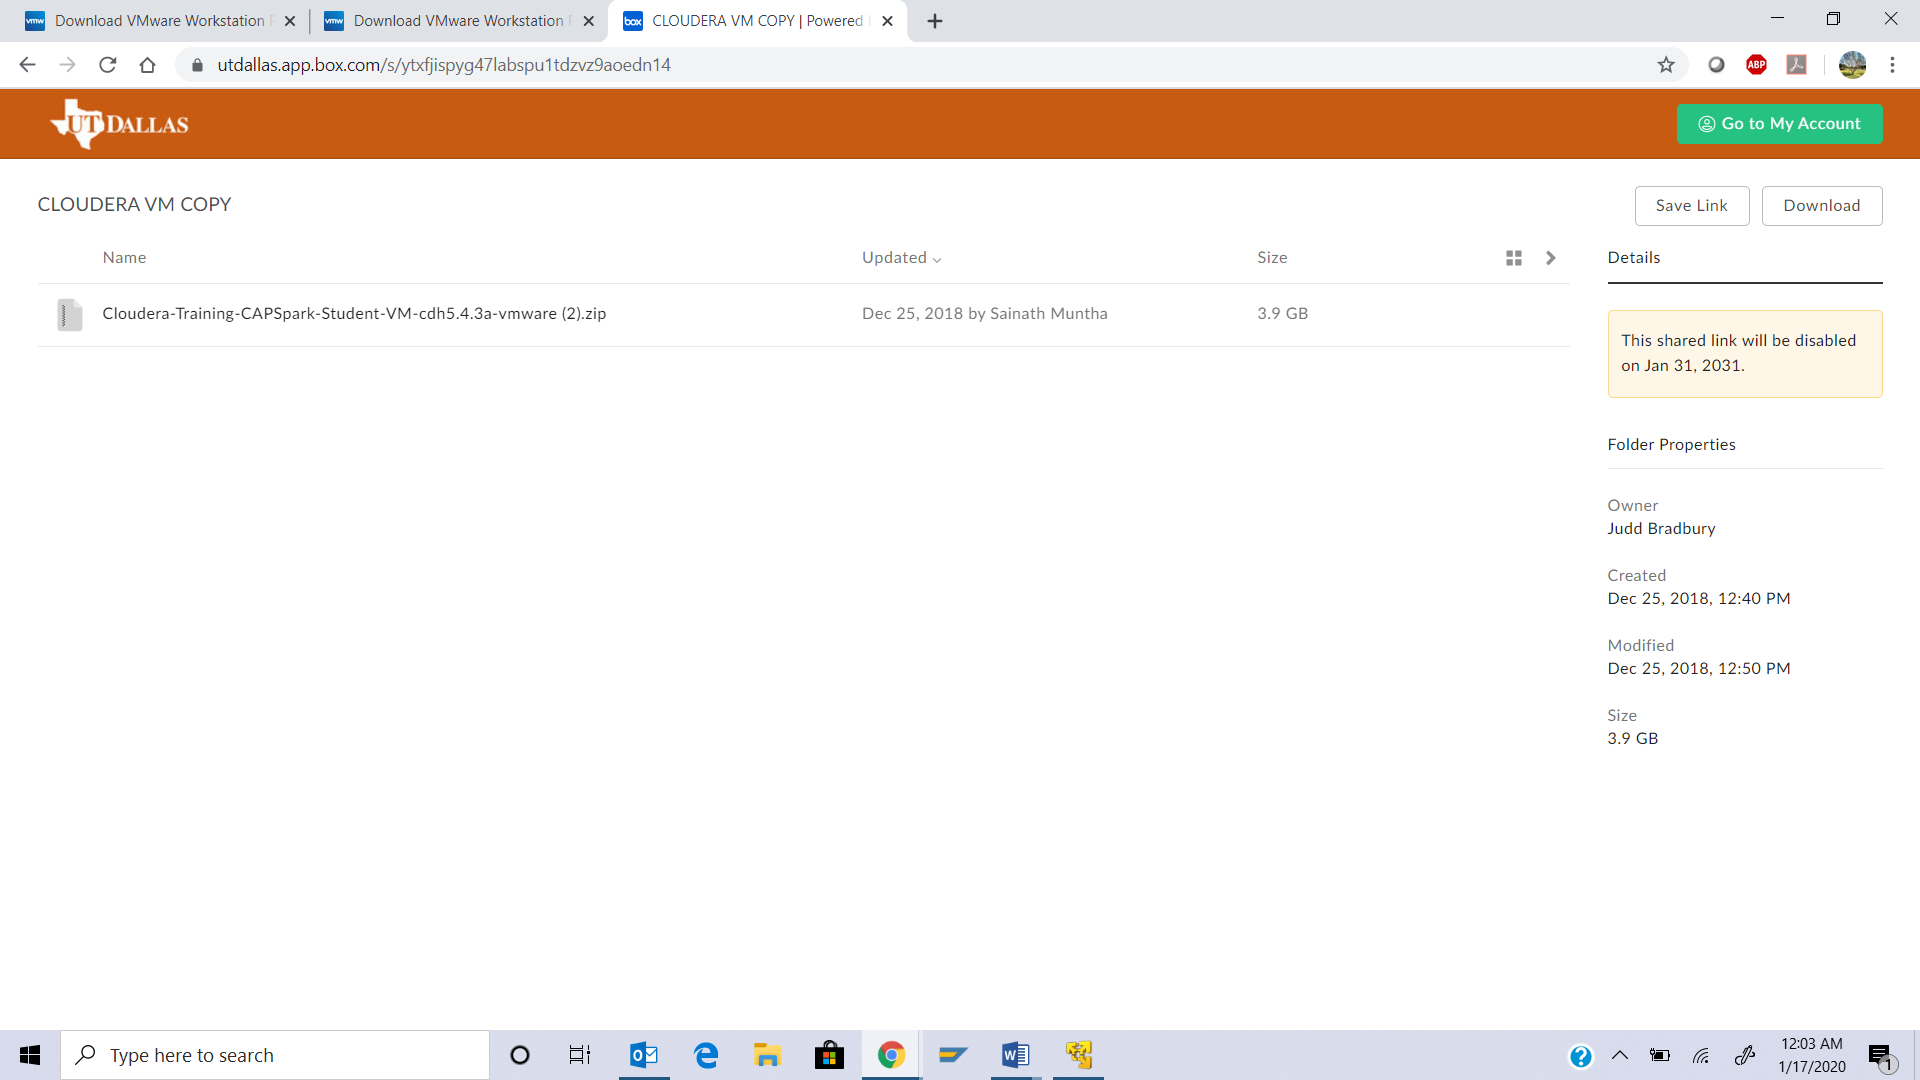 Download VMware Workstation
Download VMware Workstation
CLOUDERA VM COPY | Powered
utdallas.app.box.com/s/ytxfjispyg47labspu1tdzvz9aoedn14
ABP
UT DALLAS
Go to My Account
CLOUDERA VM COPY
Save Link
Download
Name
Updated
Size
Details
Cloudera-Training-CAPSpark-Student-VM-cdh5.4.3a-vmware (2).zip
Dec 25, 2018 by Sainath Muntha
3.9 GB
This shared link will be disabled
on Jan 31, 2031.
Folder Properties
Owner
Judd Bradbury
Created
Dec 25, 2018, 12:40 PM
Modified
Dec 25, 2018, 12:50 PM
Size
3.9 GB
Type here to search
12:03 AM
1/17/2020
1